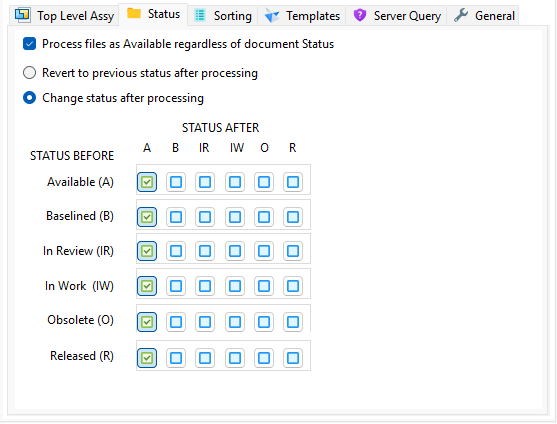 Top Level Assy Status Sorting Templates Server Query General
Process files as Available regardless of document Status
Revert to previous status after processing
Change status after processing
STATUS AFTER
A B IR IW O R
STATUS BEFORE
Available (A)
Baselined (B)
In Review (IR)
In Work (IW)
Obsolete (O)
Released (R)